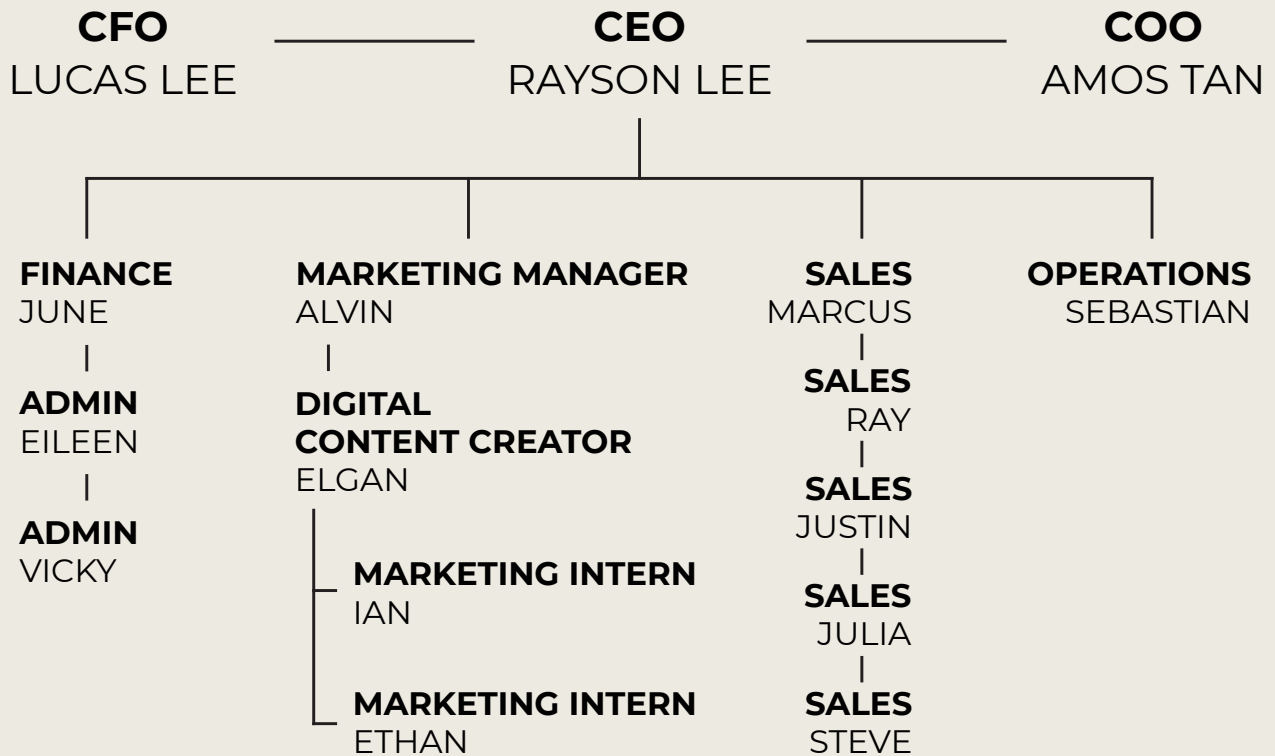 CFO
LUCAS LEE
CEO
RAYSON LEE
COO
AMOS TAN
FINANCE
JUNE
ADMIN
EILEEN
ADMIN
VICKY
MARKETING MANAGER
ALVIN
DIGITAL
CONTENT CREATOR
ELGAN
MARKETING INTERN
IAN
MARKETING INTERN
ETHAN
SALES
MARCUS
SALES
RAY
SALES
JUSTIN
SALES
JULIA
SALES
STEVE
OPERATIONS
SEBASTIAN